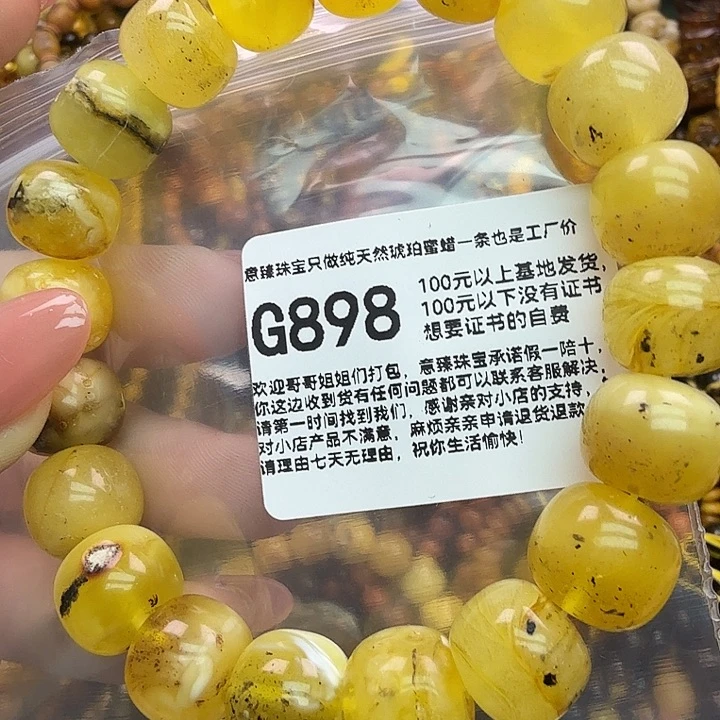 意臻珠宝只做纯天然琥珀蜜蜡一条也是工厂价
G898
100元以上基地发货，
100元以下没有证书
想要证书的自费
欢迎哥哥姐姐们打包，意臻珠宝承诺假一赔十，
你这边收到货有任何问题都可以联系客服解决，
请第一时间找到我们，感谢亲对小店的支持，
对小店产品不满意，麻烦亲亲申请退货退款，
请理由七天无理由，祝你生活愉快！